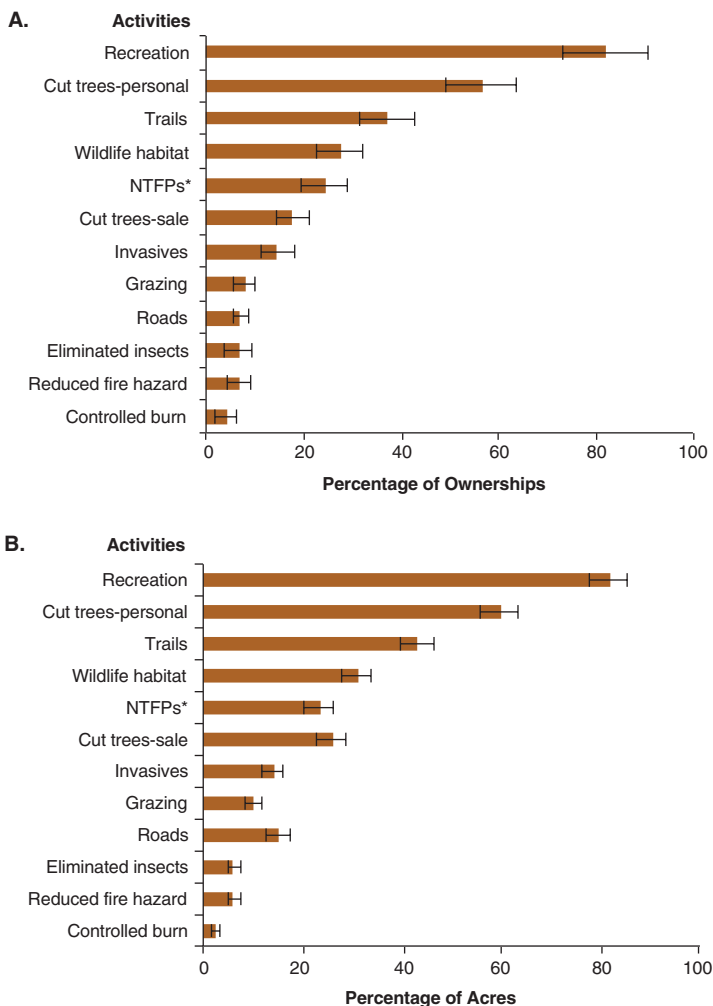 A.
Activities
Recreation
Cut trees-personal
Trails
Wildlife habitat
NTFPs*
Cut trees-sale
Invasives
Grazing
Roads
Eliminated insects
Reduced fire hazard
Controlled burn
0 20 40 60 80 100
Percentage of Ownerships
B.
Activities
Recreation
Cut trees-personal
Trails
Wildlife habitat
NTFPs*
Cut trees-sale
Invasives
Grazing
Roads
Eliminated insects
Reduced fire hazard
Controlled burn
0 20 40 60 80 100
Percentage of Acres